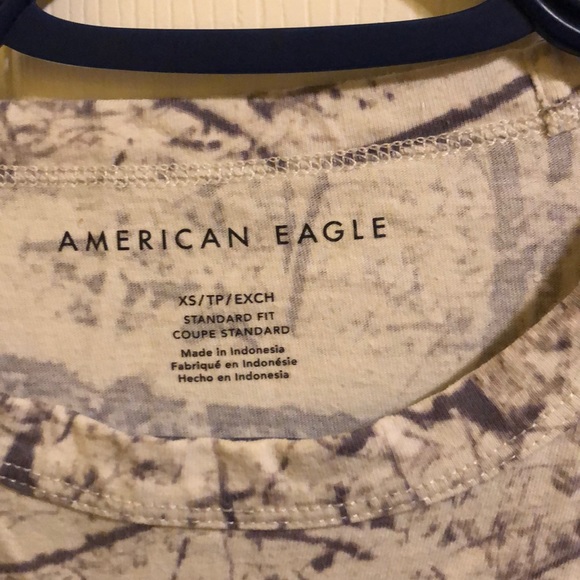 AMERICAN EAGLE
XS/TP/EXCH
STANDARD FIT
COUPE STANDARD
Made in Indonesia
Fabriqué en Indonésie
Hecho en Indonesia